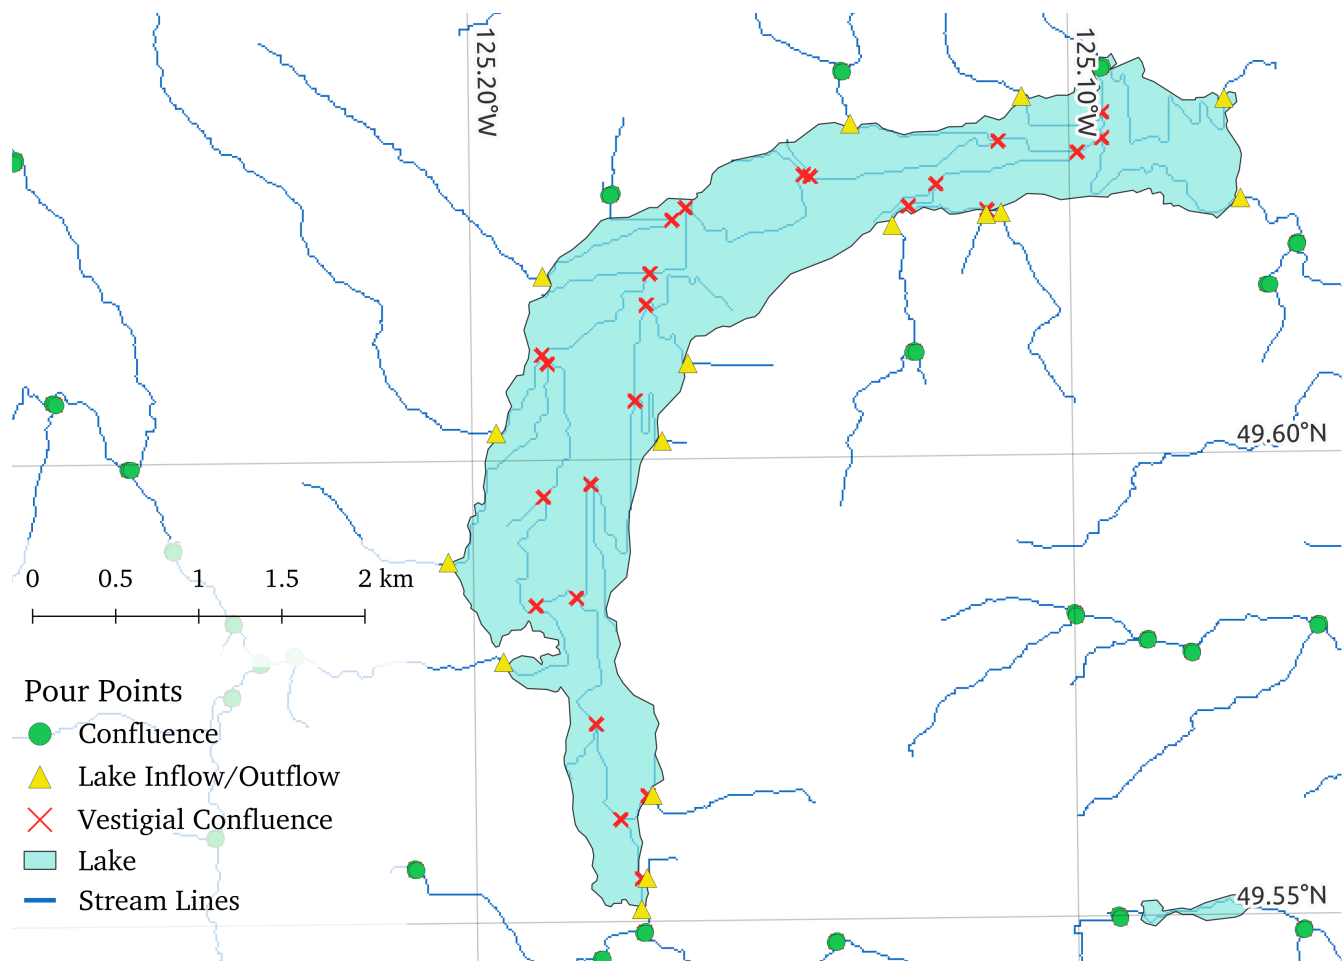 125.20°W
125.10°W
49.60°N
0 0.5 1 1.5 2 km
Pour Points
Confluence
Lake Inflow/Outflow
Vestigial Confluence
Lake
Stream Lines
49.55°N